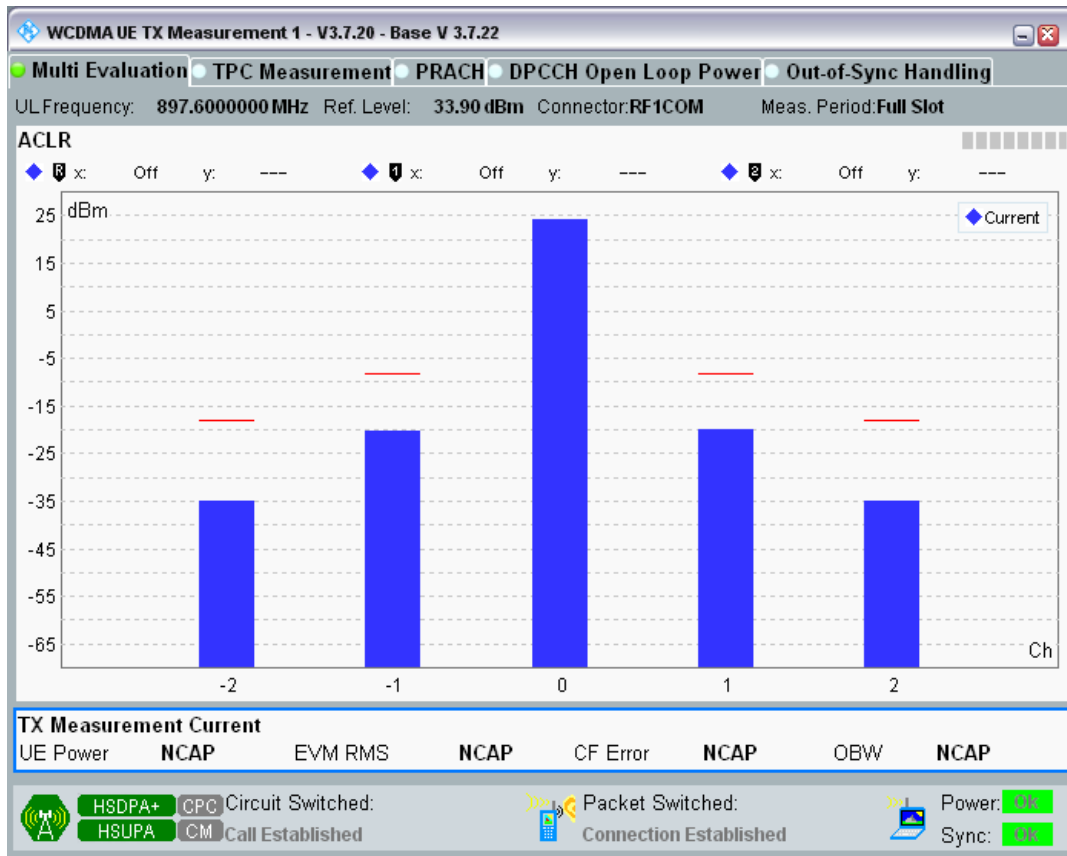 WCDMA UE TX Measurement 1 - V3.7.20 - Base V 3.7.22
Multi Evaluation TPC Measurement PRACH DPCCH Open Loop Power Out-of-Sync Handling
ULFrequency: 897.6000000 MHz Ref. Level: 33.90 dBm Connector:RF1COM Meas. Period:Full Slot
ACLR
R x: Off y: --- 1 x: Off y: --- 2 x: Off y: ---
25 dBm
Current
15
5
-5
-15
-25
-35
-45
-55
-65
Ch
-2 -1 0 1 2
TX Measurement Current
UE Power NCAP EVM RMS NCAP CF Error NCAP OBW NCAP
HSDPA+ CPC Circuit Switched: Packet Switched: Power: Ok
HSUPA CM Call Established Connection Established Sync: Ok